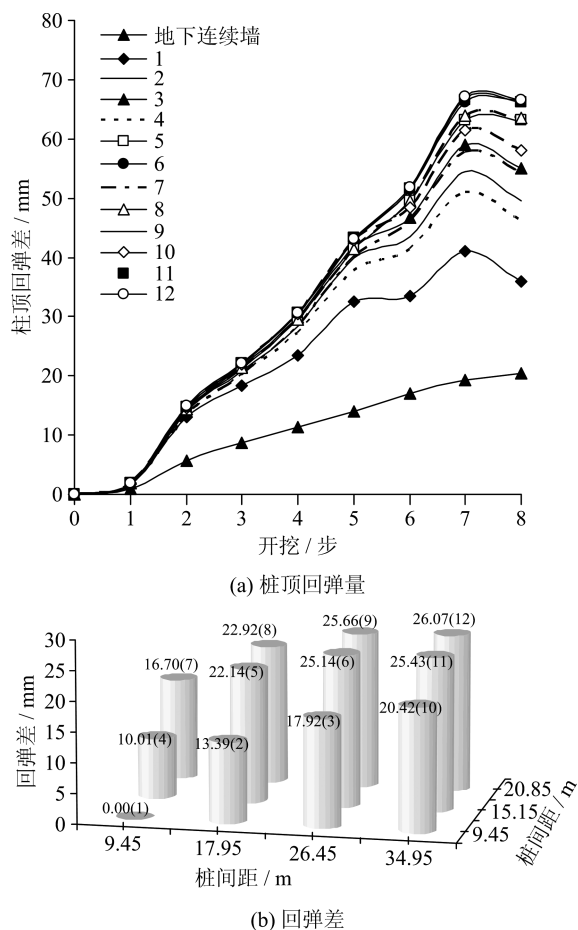 80
70
60
50
40
30
20
10
0
柱顶回弹差 / mm
地下连续墙
1
2
3
4
5
6
7
8
9
10
11
12
0 1 2 3 4 5 6 7 8
开挖 / 步
(a) 桩顶回弹量
30
25
20
15
10
5
0
回弹差 / mm
22.92(8) 25.66(9) 26.07(12)
16.70(7) 22.14(5) 25.14(6) 25.43(11)
10.01(4) 13.39(2) 17.92(3) 20.42(10)
0.00(1)
20.85
15.15
9.45
桩间距 / m
9.45 17.95 26.45 34.95
桩间距 / m
(b) 回弹差